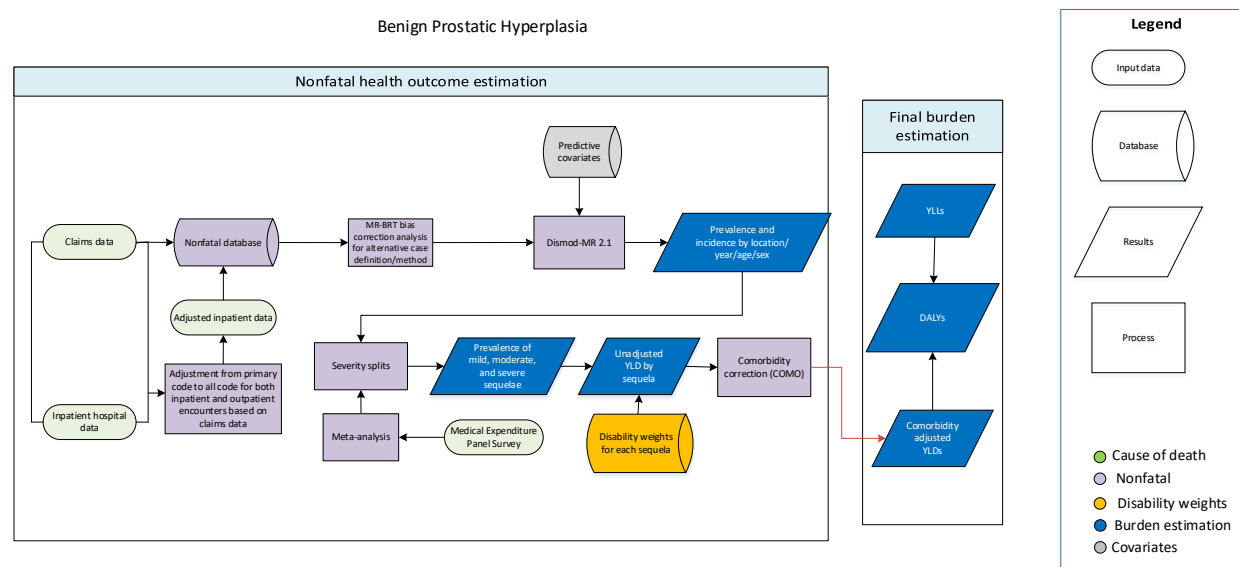 Benign Prostatic Hyperplasia
Nonfatal health outcome estimation
Predictive
covariates
Claims data
Nonfatal database
MR-BRT bias
correction analysis
for alternative case
definition/method
Dismod-MR 2.1
Prevalence and
incidence by location/
year/age/sex
Adjusted inpatient data
Adjustment from primary
code to all code for both
inpatient and outpatient
encounters based on
claims data
Inpatient hospital
data
Severity splits
Prevalence of
mild, moderate,
and severe
sequelae
Unadjusted
YLD by
sequela
Comorbidity
correction (COMO)
Meta-analysis
Medical Expenditure
Panel Survey
Disability weights
for each sequela
Final burden
estimation
YLLs
DALYs
Comorbidity
adjusted
YLDs
Legend
Input data
Database
Results
Process
Cause of death
Nonfatal
Disability weights
Burden estimation
Covariates